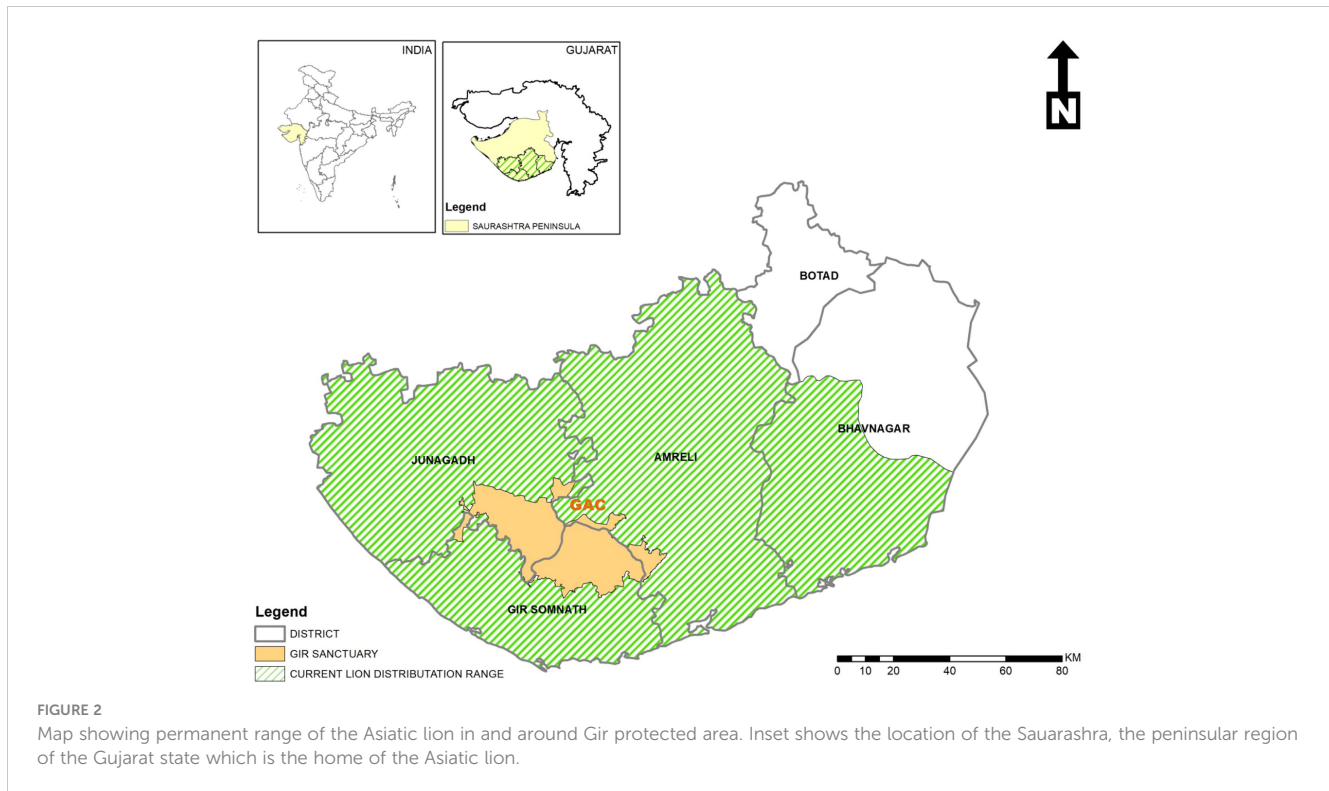 INDIA
GUJARAT
Legend
SAURASHTRA PENINSULA
N
BOTAD
BHAVNAGAR
JUNAGADH
AMRELI
GAC
GIR SOMNATH
Legend
DISTRICT
GIR SANCTUARY
CURRENT LION DISTRIBUTATION RANGE
KM
0 5 10 20 40 60 80
FIGURE 2
Map showing permanent range of the Asiatic lion in and around Gir protected area. Inset shows the location of the Sauarashra, the peninsular region
of the Gujarat state which is the home of the Asiatic lion.